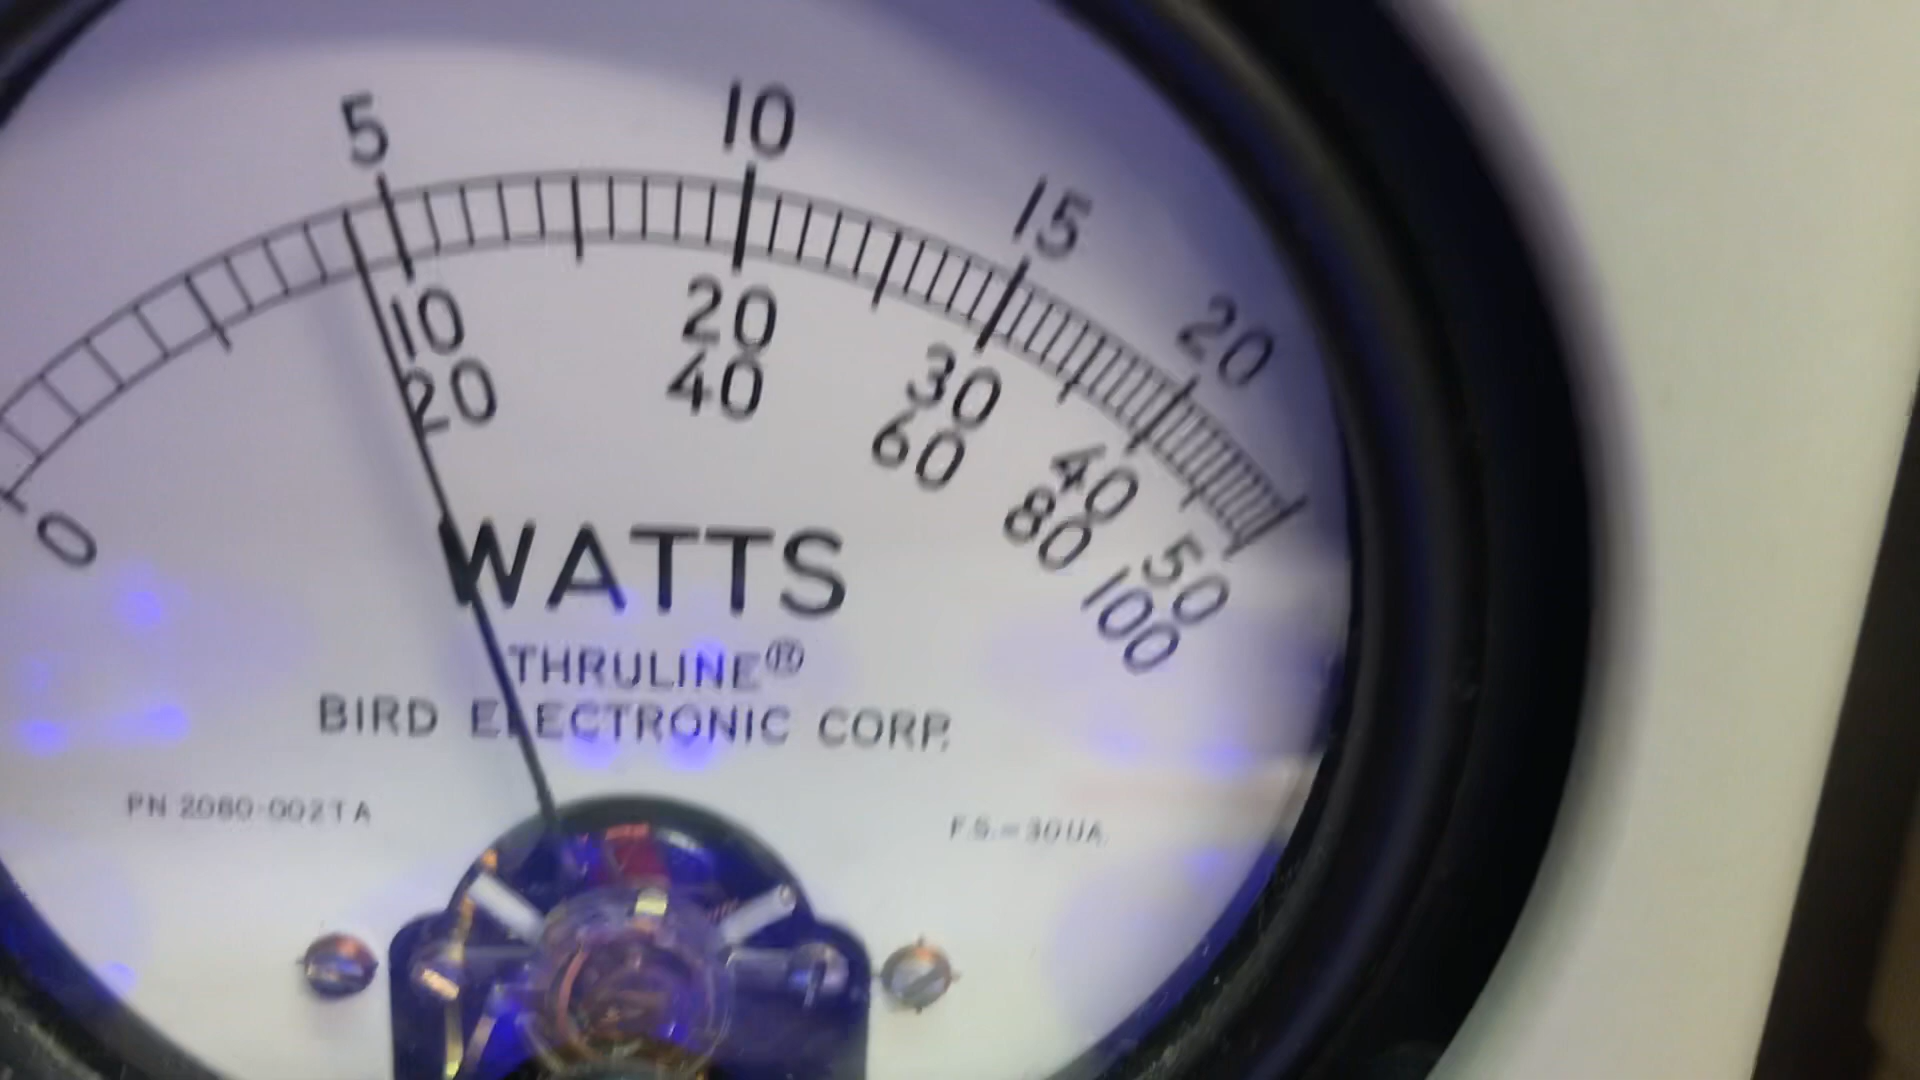 5 10 15 20
10 20 30 40 50
20 40 60 80 100
0
WATTS
THRULINE®
BIRD ELECTRONIC CORP.
PN 2080-002TA
F.S.=30UA.